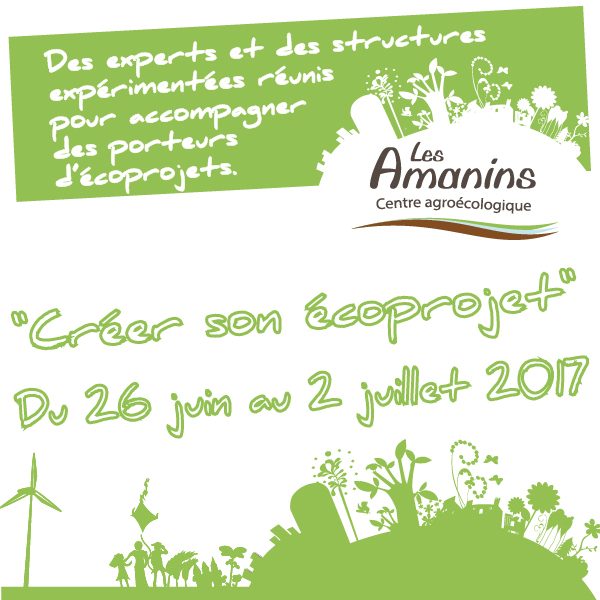 Des experts et des structures
expérimentées réunis
pour accompagner
des porteurs
d'écoprojets.
Les
Amanins
Centre agroécologique
"Créer son écoprojet"
Du 26 juin au 2 juillet 2017